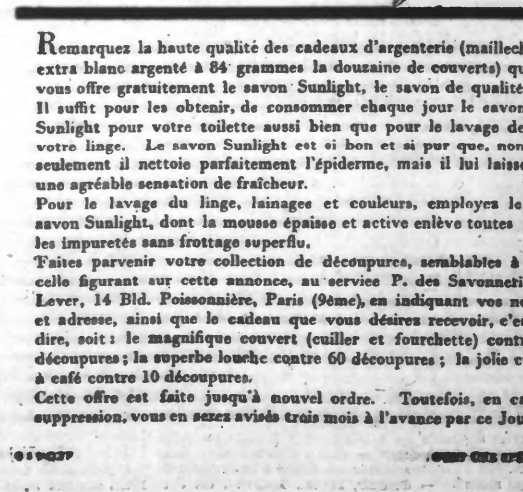 Remarquez la haute qualité des cadeaux d'argenterie (maillech
extra blanc argenté à 84 grammes la douzaine de couverts) qu
vous offre gratuitement le savon Sunlight, le savon de qualité
Il suffit pour les obtenir, de consommer chaque jour le savon
Sunlight pour votre toilette aussi bien que pour le lavage de
votre linge. Le savon Sunlight est si bon et si pur que, non
seulement il nettoie parfaitement l'épiderme, mais il lui laisse
une agréable sensation de fraîcheur.
Pour le lavage du linge, lainages et couleurs, employez le
savon Sunlight, dont la mousse épaisse et active enlève toutes
les impuretés sans frottage superflu.
Faites parvenir votre collection de découpures, semblables à
celle figurant sur cette annonce, au service P. des Savonneri
Lever, 14 Bld. Poissonnière, Paris (9ème), en indiquant vos no
et adresse, ainsi que le cadeau que vous désirez recevoir, c'es
dire, soit : le magnifique couvert (cuiller et fourchette) contr
découpures ; la superbe louche contre 60 découpures ; la jolie c
à café contre 10 découpures.
Cette offre est faite jusqu'à nouvel ordre. Toutefois, en ca
suppression, vous en serez avisés trois mois à l'avance par ce Jou